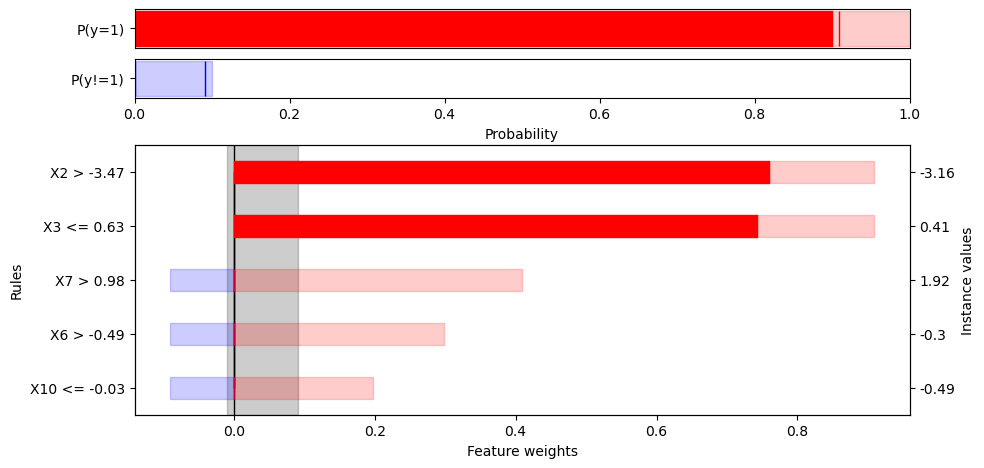 P(y=1)
P(y!=1)
0.0 0.2 0.4 0.6 0.8 1.0
Probability
X2 > -3.47 -3.16
X3 <= 0.63 0.41
X7 > 0.98 1.92
X6 > -0.49 -0.3
X10 <= -0.03 -0.49
Rules
Instance values
0.0 0.2 0.4 0.6 0.8
Feature weights